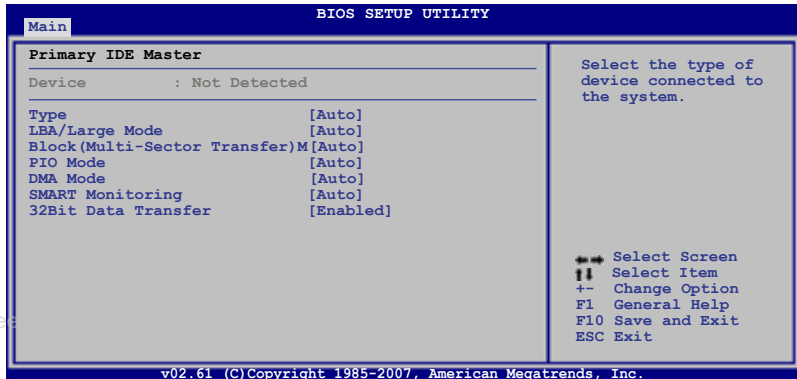 BIOS SETUP UTILITY
Main
Primary IDE Master
Device : Not Detected
Type [Auto]
LBA/Large Mode [Auto]
Block(Multi-Sector Transfer)M[Auto]
PIO Mode [Auto]
DMA Mode [Auto]
SMART Monitoring [Auto]
32Bit Data Transfer [Enabled]
Select the type of
device connected to
the system.
Select Screen
Select Item
+- Change Option
F1 General Help
F10 Save and Exit
ESC Exit
v02.61 (C)Copyright 1985-2007, American Megatrends, Inc.